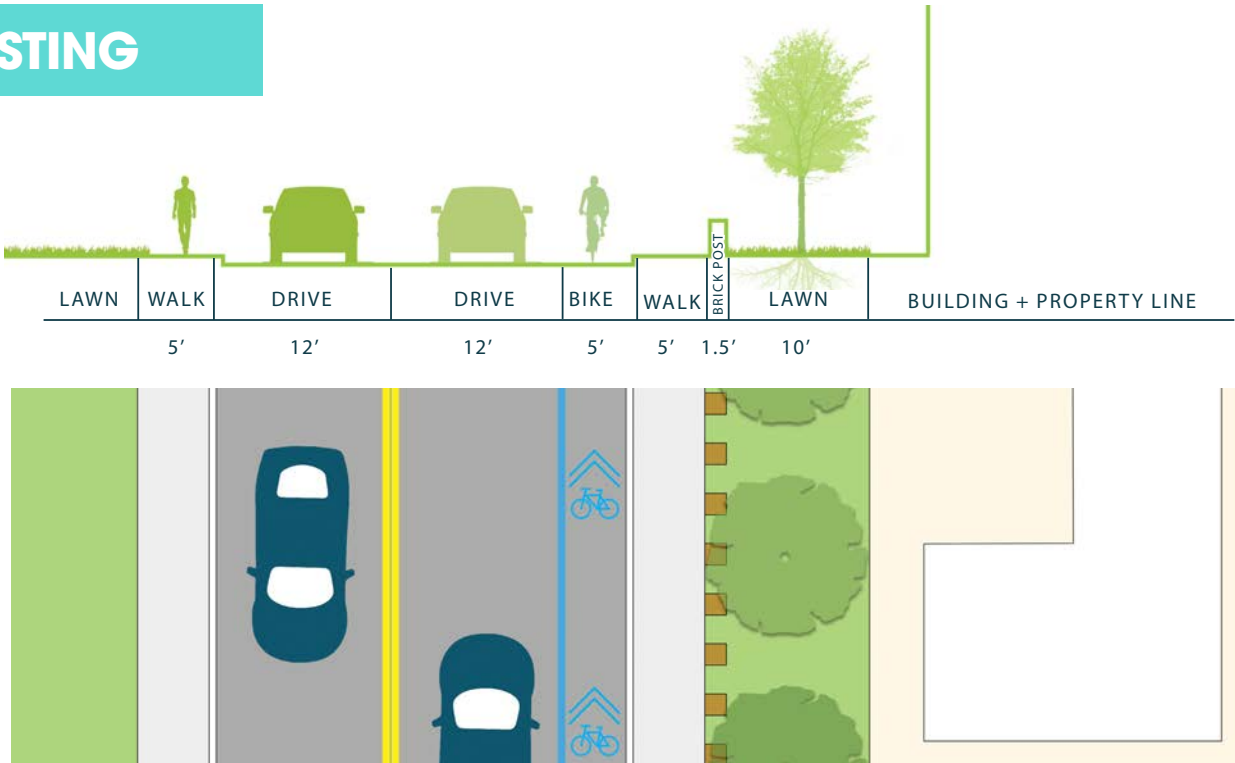 STING
LAWN WALK DRIVE DRIVE BIKE WALK BRICK POST LAWN BUILDING + PROPERTY LINE
5′ 12′ 12′ 5′ 5′ 1.5′ 10′